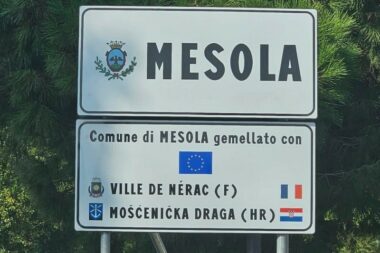 MESOLA
Comune di MESOLA gemellato con
VILLE DE NÉRAC (F)
MOŠĆENIČKA DRAGA (HR)